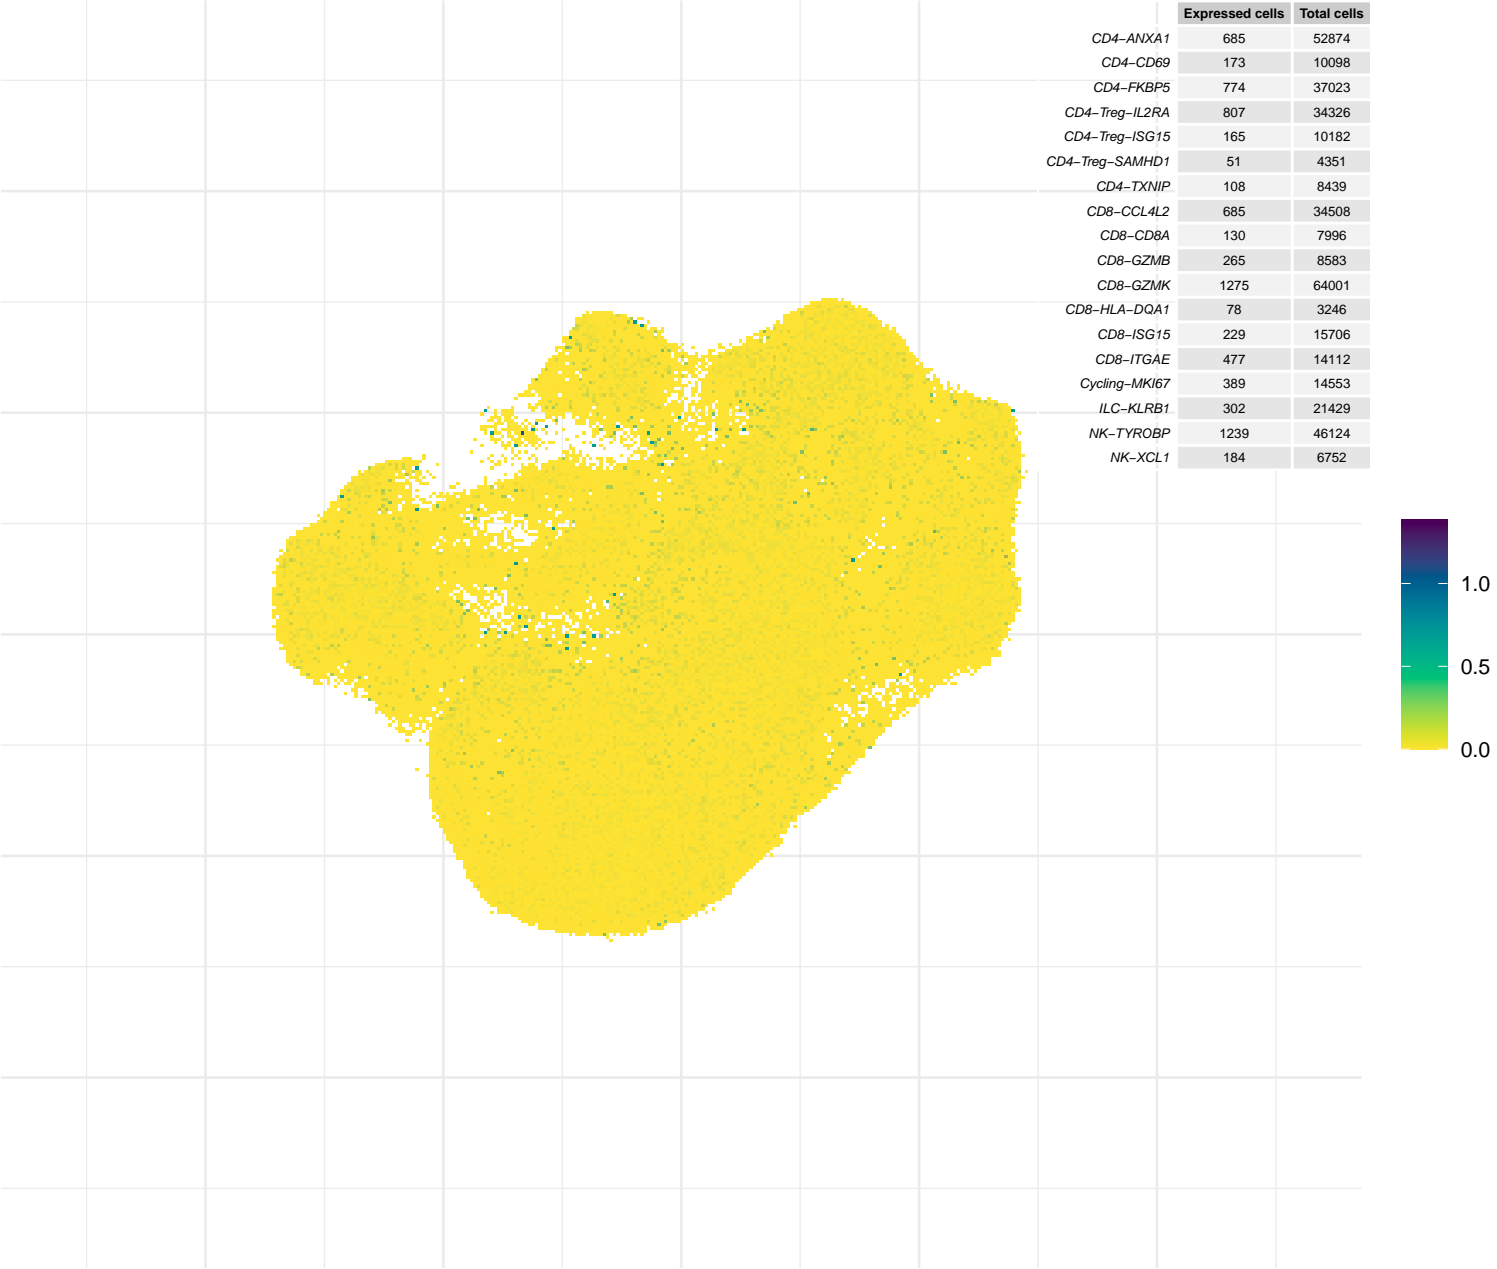 Expressed cells Total cells
CD4−ANXA1 685 52874
CD4−CD69 173 10098
CD4−FKBP5 774 37023
CD4−Treg−IL2RA 807 34326
CD4−Treg−ISG15 165 10182
CD4−Treg−SAMHD1 51 4351
CD4−TXNIP 108 8439
CD8−CCL4L2 685 34508
CD8−CD8A 130 7996
CD8−GZMB 265 8583
CD8−GZMK 1275 64001
CD8−HLA−DQA1 78 3246
CD8−ISG15 229 15706
CD8−ITGAE 477 14112
Cycling−MKI67 389 14553
ILC−KLRB1 302 21429
NK−TYROBP 1239 46124
NK−XCL1 184 6752
1.0
0.5
0.0